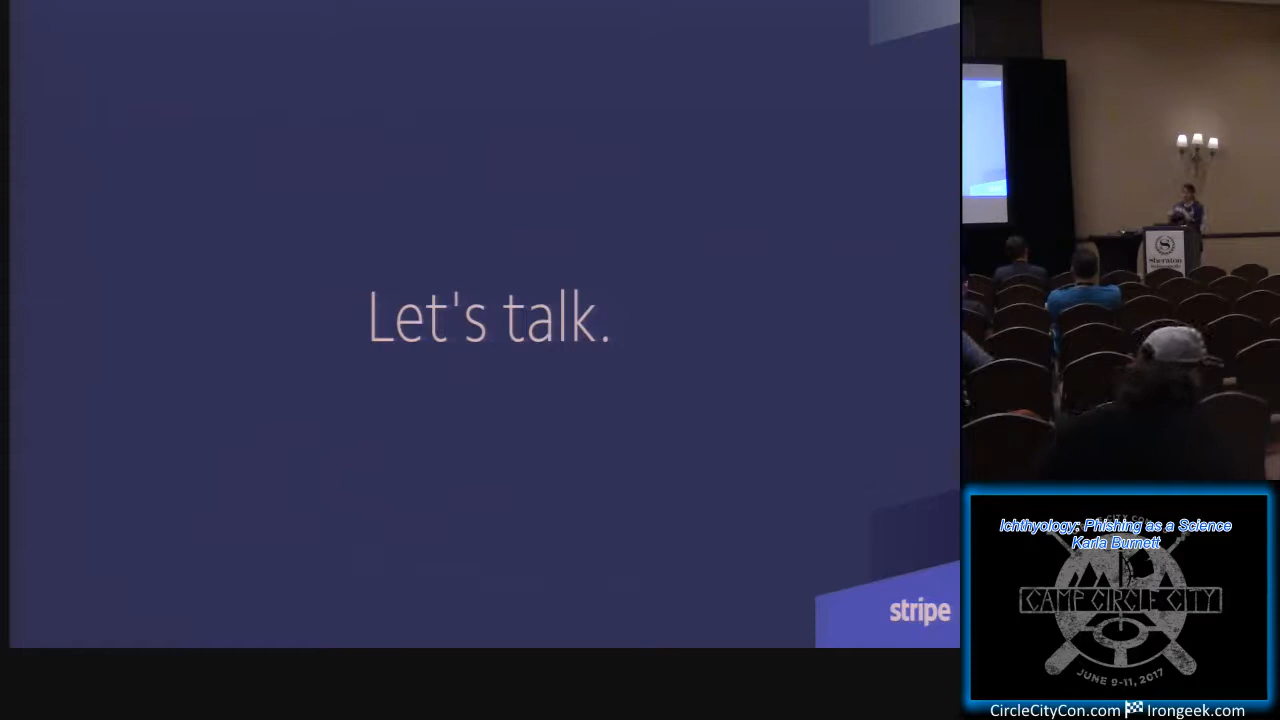 Let's talk.
stripe
Sheraton
Ichthyology: Phishing as a Science
Karla Burnett
CAMP CIRCLE CITY
JUNE 9-11, 2017
CircleCityCon.com Irongeek.com